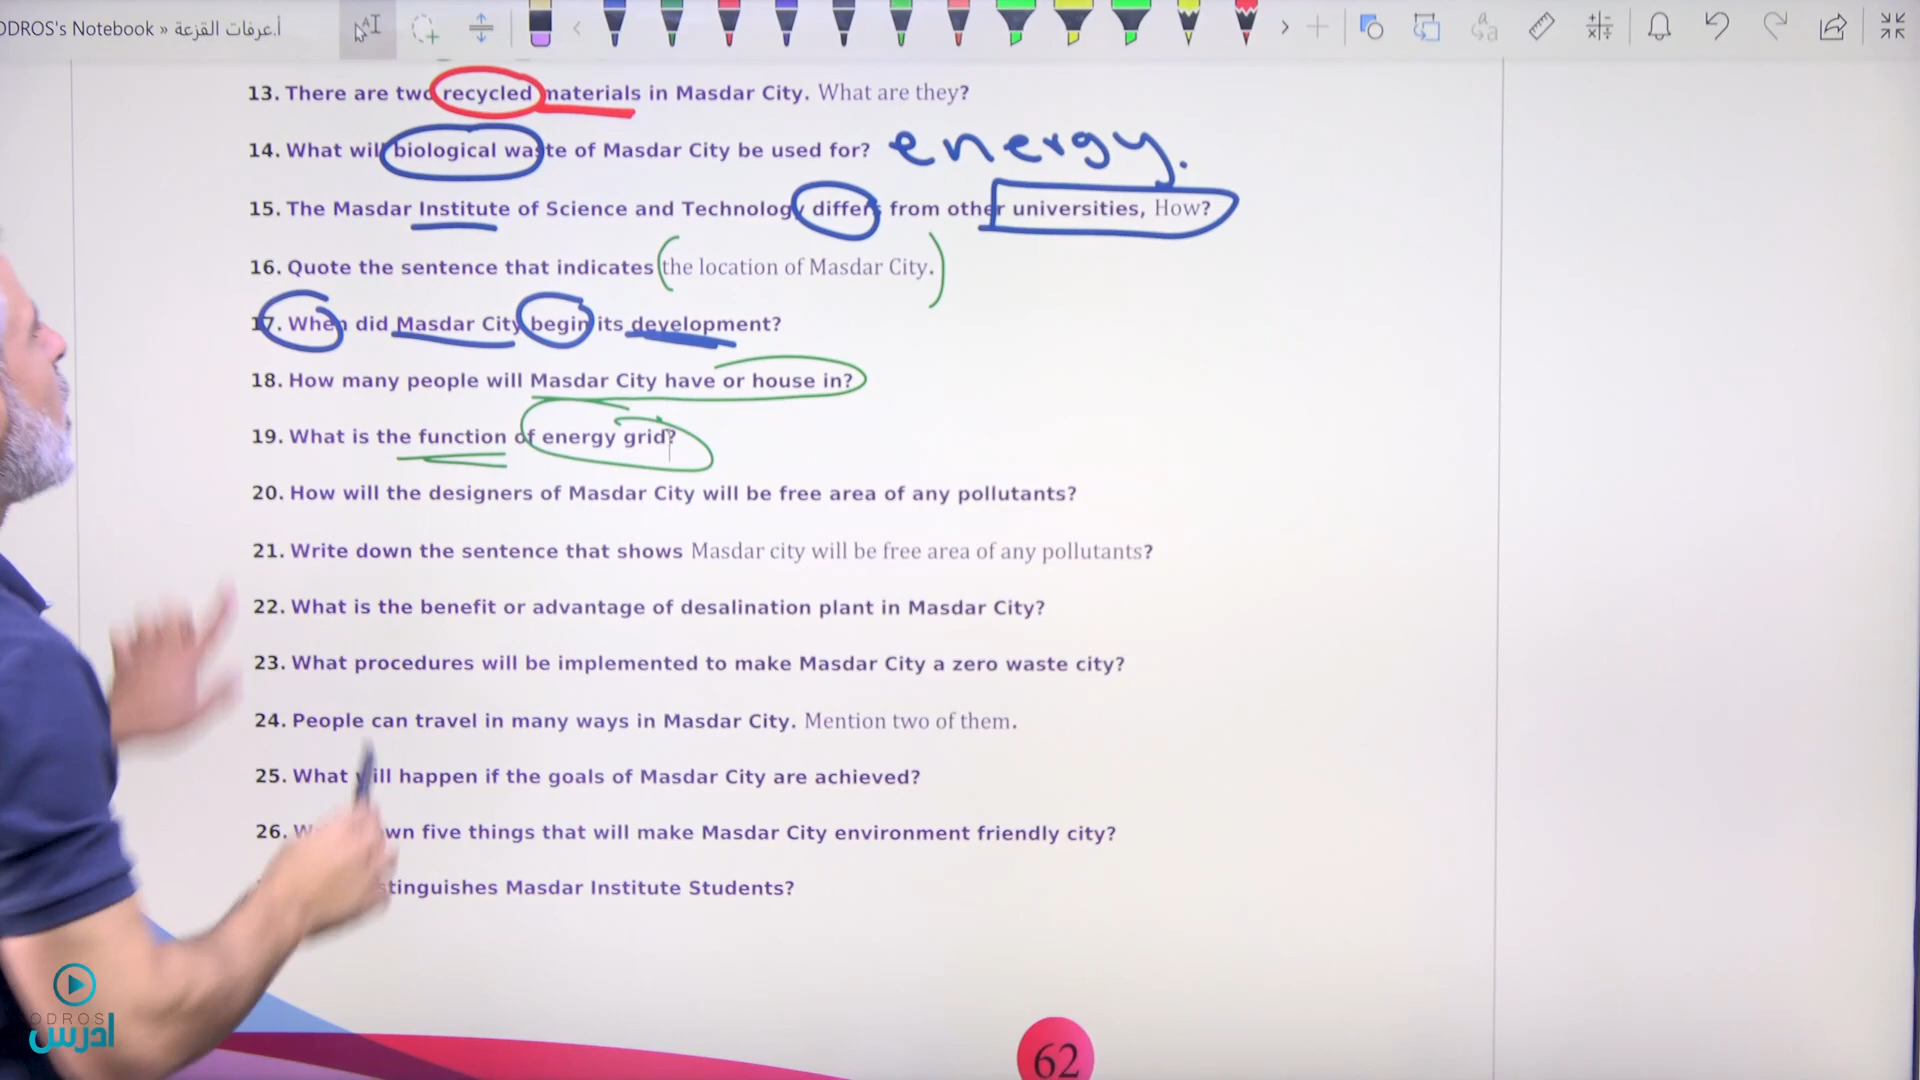 ODROS's Notebook » أ.عرفات القزعة
13. There are two recycled materials in Masdar City. What are they?
14. What will biological waste of Masdar City be used for? energy.
15. The Masdar Institute of Science and Technology differs from other universities, How?
16. Quote the sentence that indicates (the location of Masdar City.)
17. When did Masdar City begin its development?
18. How many people will Masdar City have or house in?
19. What is the function of energy grid?
20. How will the designers of Masdar City will be free area of any pollutants?
21. Write down the sentence that shows Masdar city will be free area of any pollutants?
22. What is the benefit or advantage of desalination plant in Masdar City?
23. What procedures will be implemented to make Masdar City a zero waste city?
24. People can travel in many ways in Masdar City. Mention two of them.
25. What will happen if the goals of Masdar City are achieved?
26. five things that will make Masdar City environment friendly city?
Masdar Institute Students?
ODROS
ادرس
62